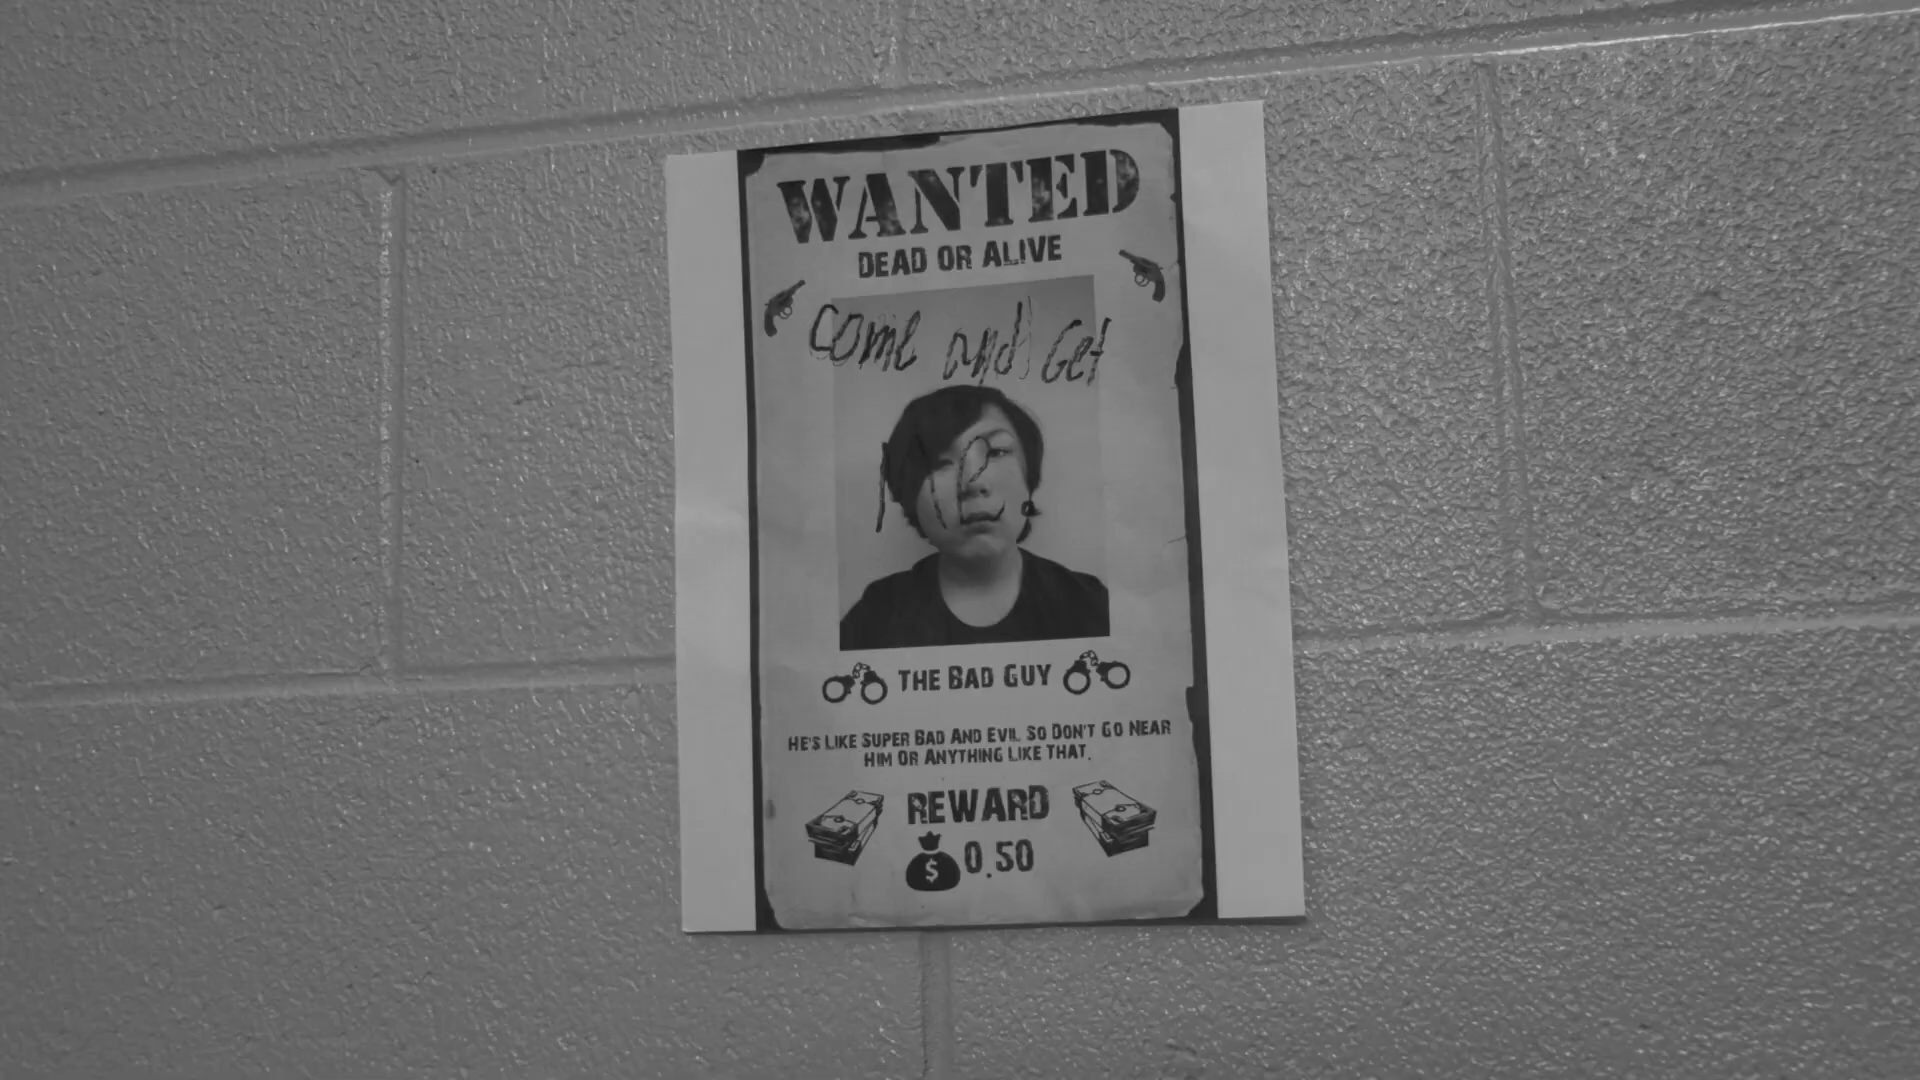 WANTED
DEAD OR ALIVE
come and Get
me
THE BAD GUY
HE'S LIKE SUPER BAD AND EVIL SO DON'T GO NEAR
HIM OR ANYTHING LIKE THAT.
REWARD
$ 0.50